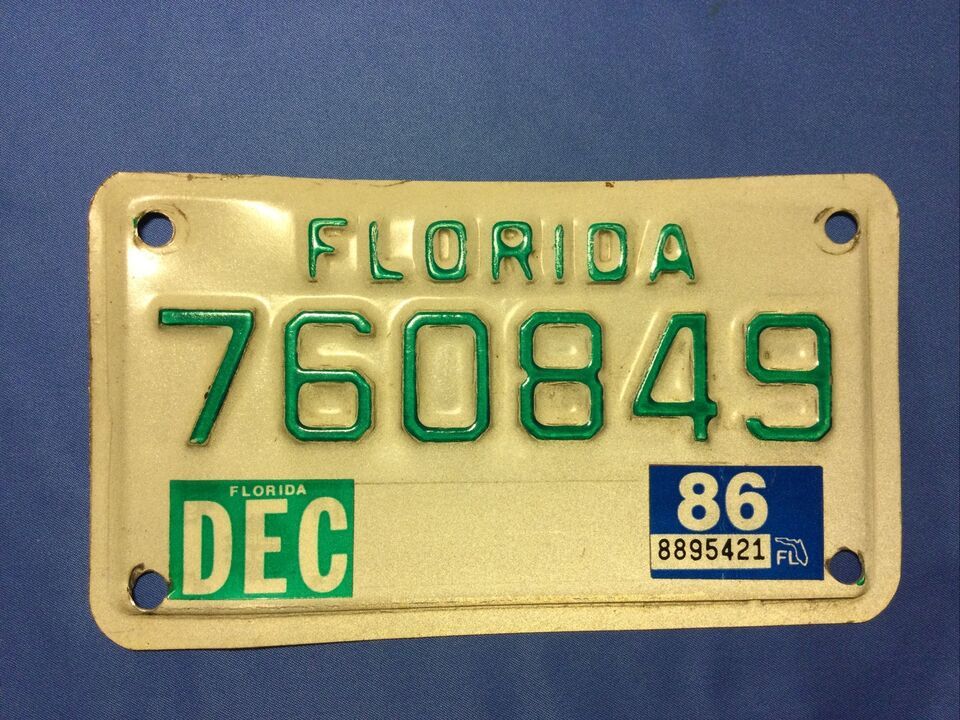 FLORIDA
760849
FLORIDA
DEC
86
8895421
FL